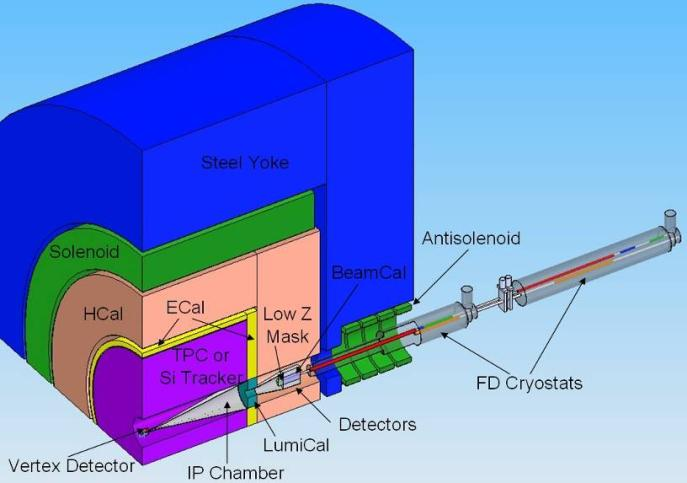 Steel Yoke
Solenoid
Antisolenoid
BeamCal
HCal
ECal
Low Z
Mask
TPC or
Si Tracker
FD Cryostats
Detectors
LumiCal
Vertex Detector
IP Chamber